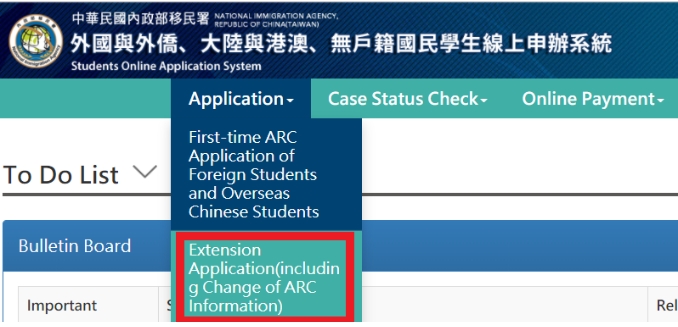 中華民國內政部移民署 NATIONAL IMMIGRATION AGENCY,
REPUBLIC OF CHINA(TAIWAN)
外國與外僑、大陸與港澳、無戶籍國民學生線上申辦系統
Students Online Application System
Application Case Status Check Online Payment
First-time ARC
Application of
Foreign Students
and Overseas
Chinese Students
To Do List
Bulletin Board
Extension
Application(includin
g Change of ARC
Information)
Important